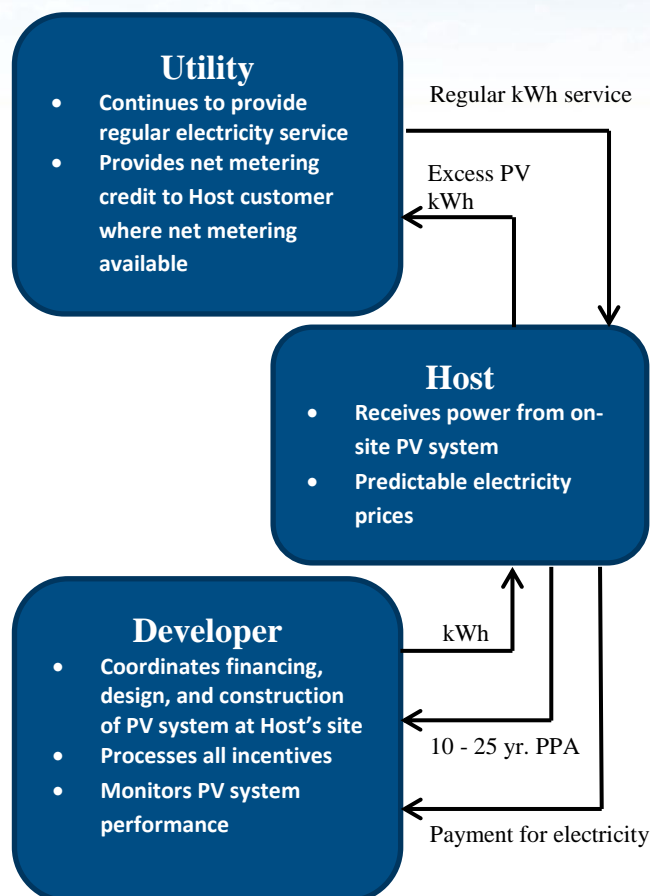 Utility
• Continues to provide
regular electricity service
• Provides net metering
credit to Host customer
where net metering
available
Regular kWh service
Excess PV
kWh
Host
• Receives power from on-
site PV system
• Predictable electricity
prices
Developer
• Coordinates financing,
design, and construction
of PV system at Host’s site
• Processes all incentives
• Monitors PV system
performance
kWh
10 - 25 yr. PPA
Payment for electricity